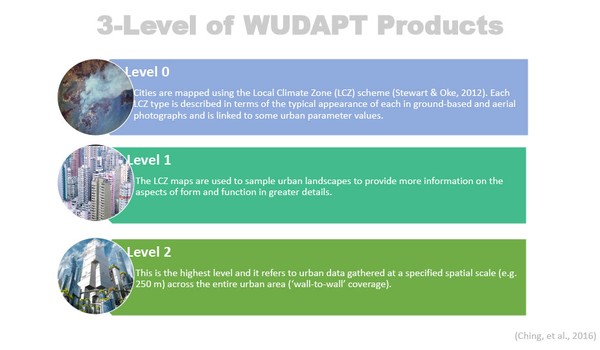 3-Level of WUDAPT Products
Level 0
Cities are mapped using the Local Climate Zone (LCZ) scheme (Stewart & Oke, 2012). Each
LCZ type is described in terms of the typical appearance of each in ground-based and aerial
photographs and is linked to some urban parameter values.
Level 1
The LCZ maps are used to sample urban landscapes to provide more information on the
aspects of form and function in greater details.
Level 2
This is the highest level and it refers to urban data gathered at a specified spatial scale (e.g.
250 m) across the entire urban area (‘wall-to-wall’ coverage).
(Ching, et al., 2016)